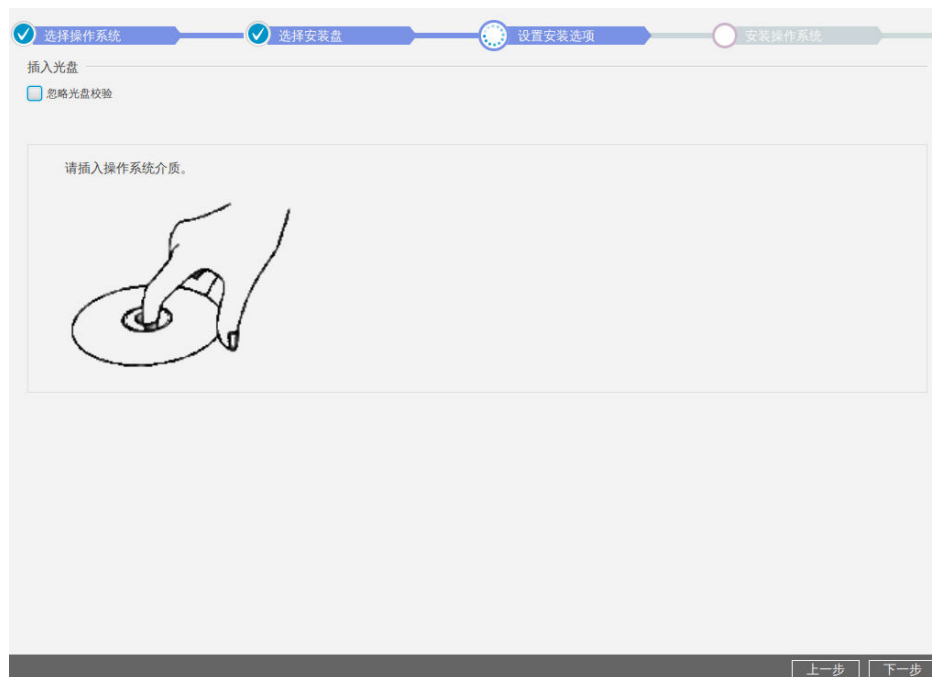 选择操作系统
选择安装盘
设置安装选项
安装操作系统
插入光盘
忽略光盘校验
请插入操作系统介质。
上一步
下一步